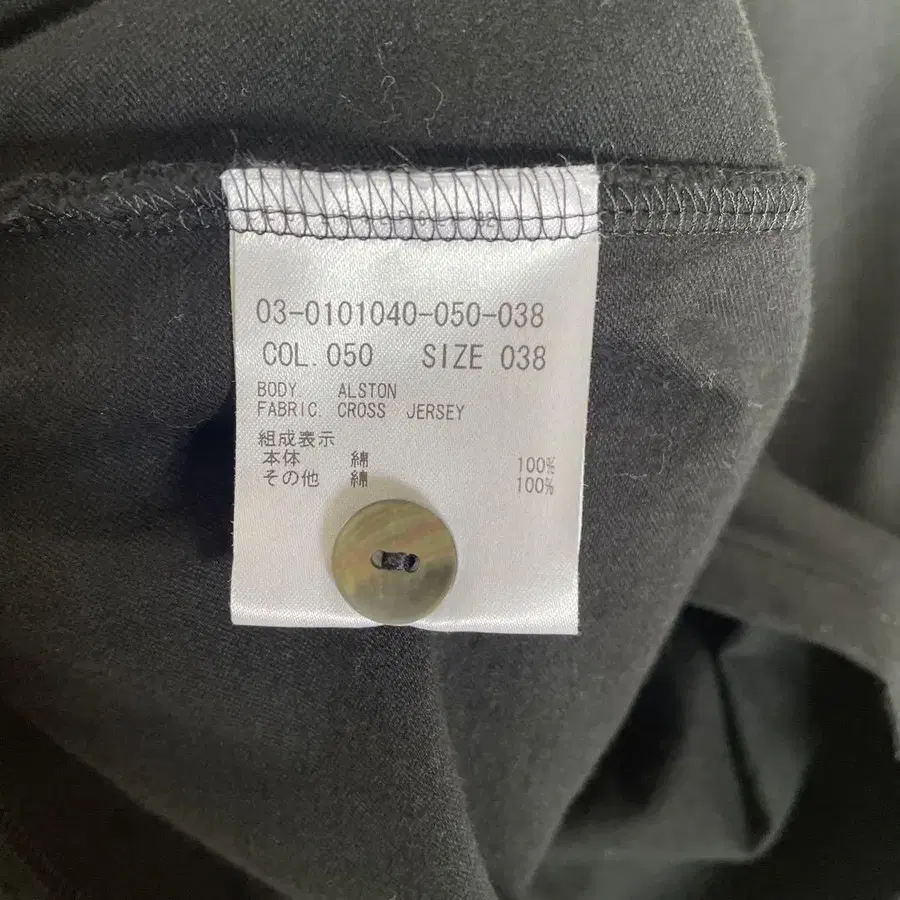 03-0101040-050-038
COL.050 SIZE 038
BODY ALSTON
FABRIC. CROSS JERSEY
組成表示
本体 綿 100%
その他 綿 100%